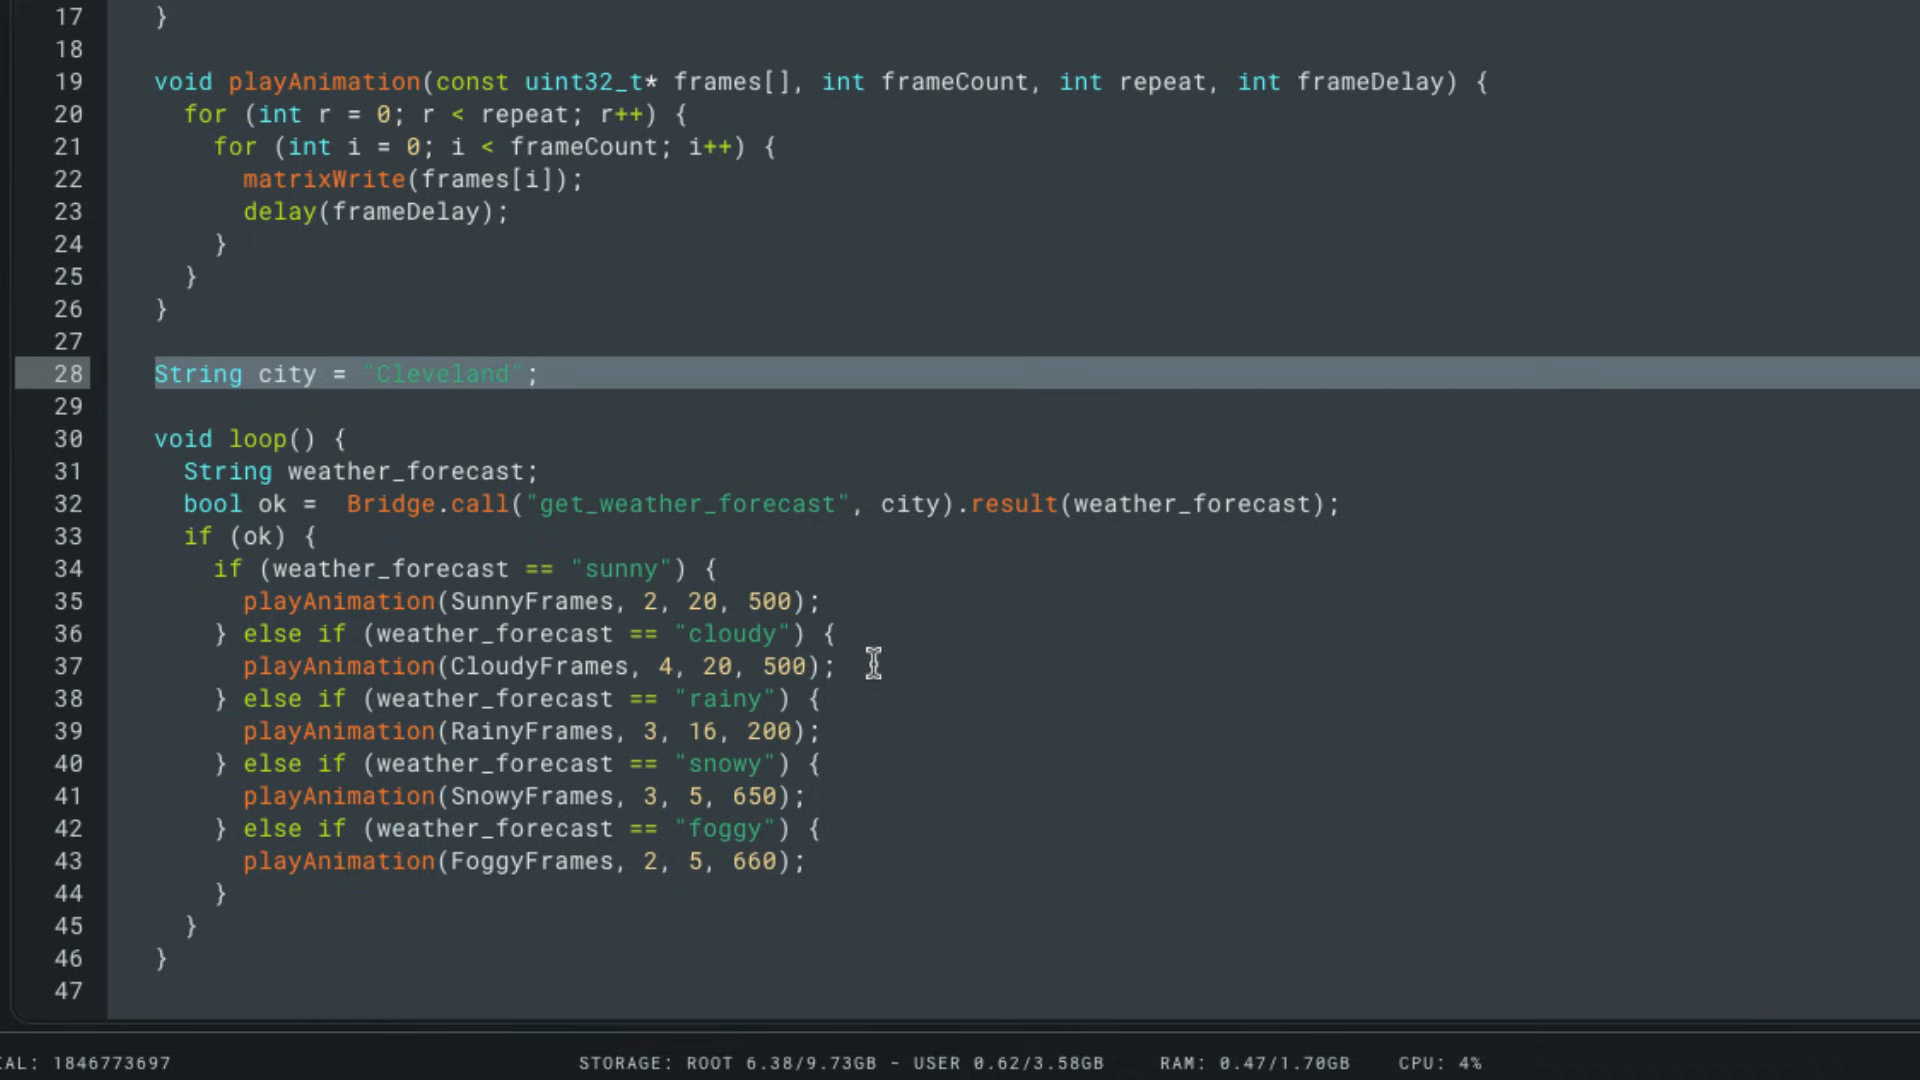 17 }
18
19 void playAnimation(const uint32_t* frames[], int frameCount, int repeat, int frameDelay) {
20 for (int r = 0; r < repeat; r++) {
21 for (int i = 0; i < frameCount; i++) {
22 matrixWrite(frames[i]);
23 delay(frameDelay);
24 }
25 }
26 }
27
28 String city = "Cleveland";
29
30 void loop() {
31 String weather_forecast;
32 bool ok =  Bridge.call("get_weather_forecast", city).result(weather_forecast);
33 if (ok) {
34 if (weather_forecast == "sunny") {
35 playAnimation(SunnyFrames, 2, 20, 500);
36 } else if (weather_forecast == "cloudy") {
37 playAnimation(CloudyFrames, 4, 20, 500);
38 } else if (weather_forecast == "rainy") {
39 playAnimation(RainyFrames, 3, 16, 200);
40 } else if (weather_forecast == "snowy") {
41 playAnimation(SnowyFrames, 3, 5, 650);
42 } else if (weather_forecast == "foggy") {
43 playAnimation(FoggyFrames, 2, 5, 660);
44 }
45 }
46 }
47
AL: 1846773697 STORAGE: ROOT 6.38/9.73GB - USER 0.62/3.58GB RAM: 0.47/1.70GB CPU: 4%